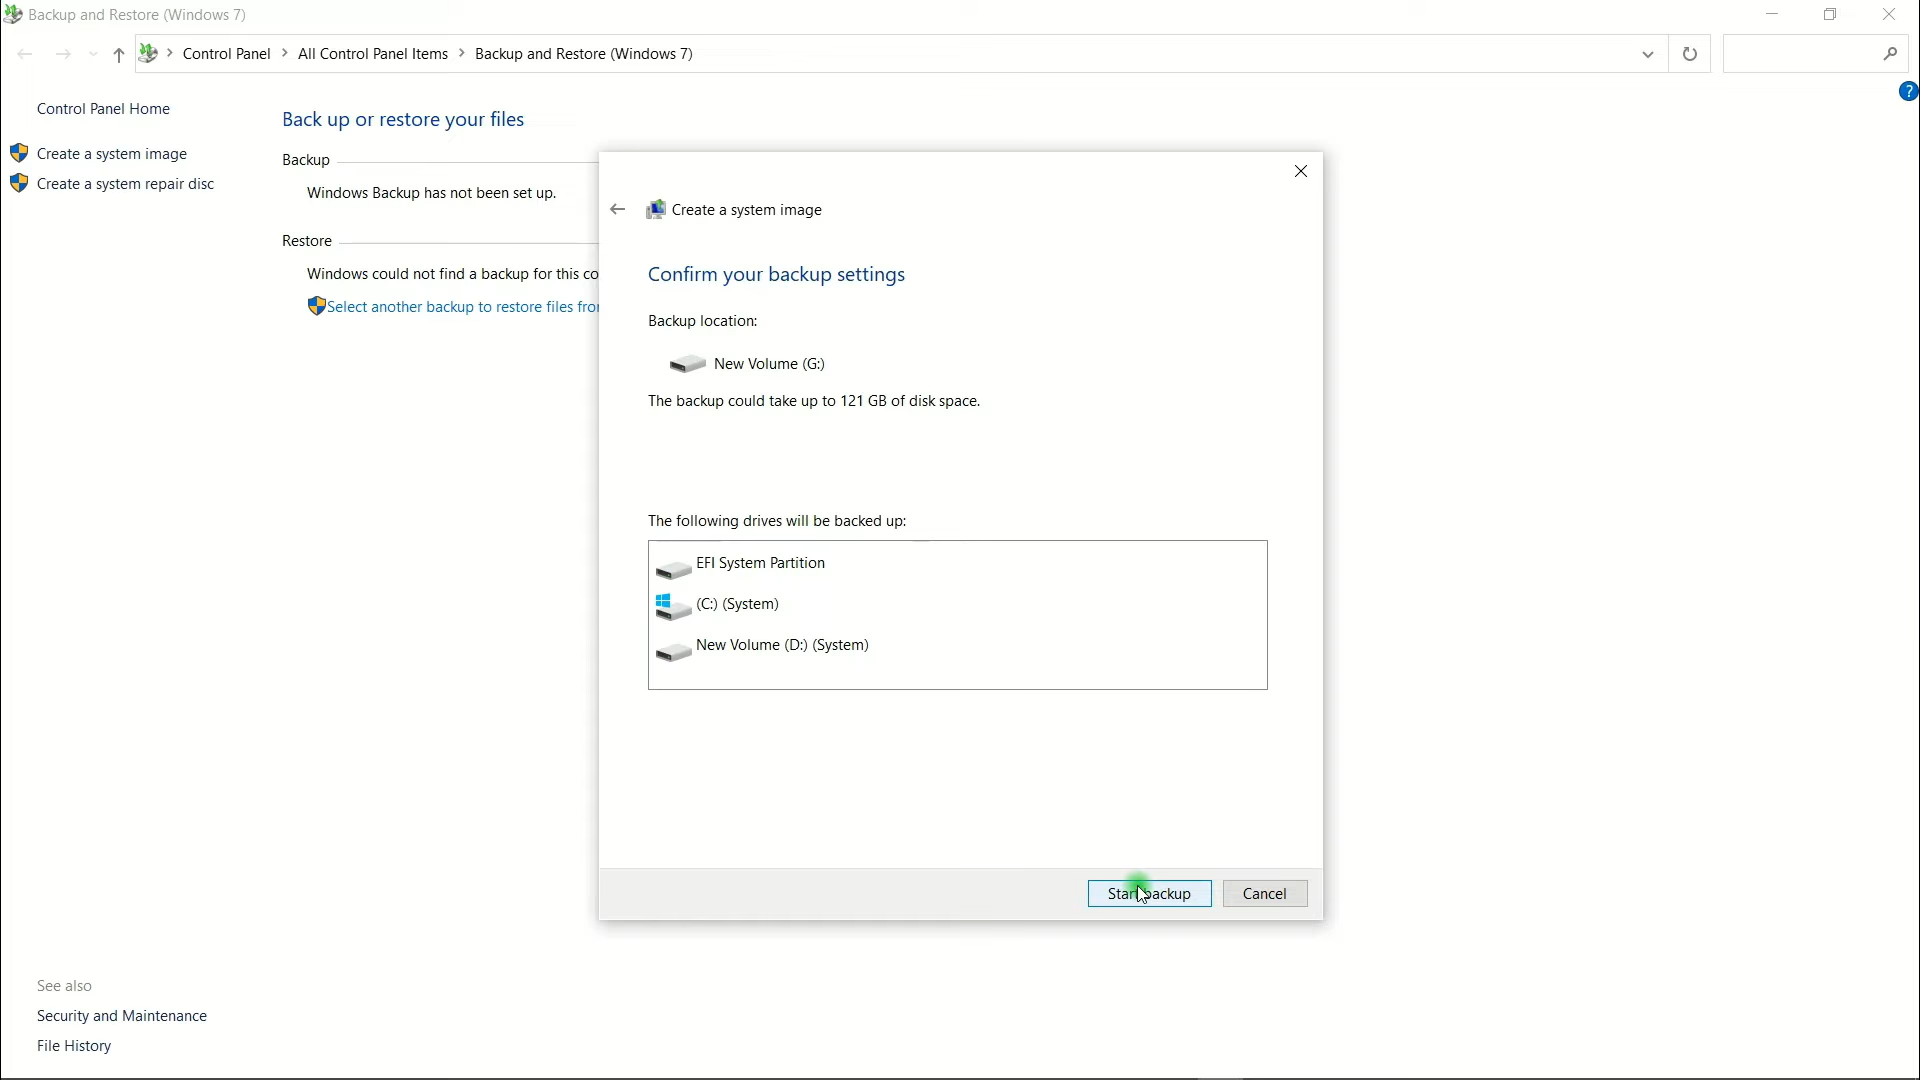 Backup and Restore (Windows 7)
Control Panel > All Control Panel Items > Backup and Restore (Windows 7)
?
Control Panel Home
Create a system image
Create a system repair disc
Back up or restore your files
Backup
Windows Backup has not been set up.
Restore
Windows could not find a backup for this co
Select another backup to restore files fro
Create a system image
Confirm your backup settings
Backup location:
New Volume (G:)
The backup could take up to 121 GB of disk space.
The following drives will be backed up:
EFI System Partition
(C:) (System)
New Volume (D:) (System)
Start backup
Cancel
See also
Security and Maintenance
File History